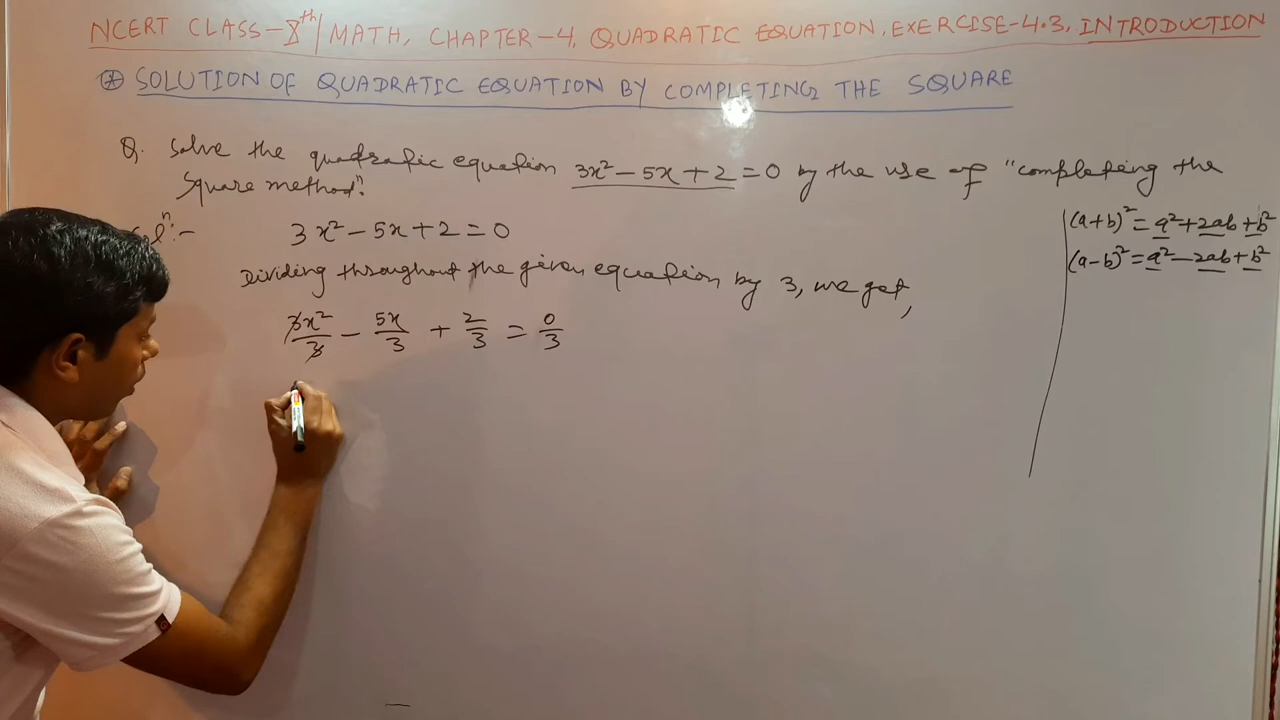 NCERT CLASS-8th/MATH, CHAPTER-4, QUADRATIC EQUATION, EXERCISE-4.3, INTRODUCTION
⊛ SOLUTION OF QUADRATIC EQUATION BY COMPLETING THE SQUARE
Q. Solve the quadratic equation 3x² - 5x + 2 = 0 by the use of "completing the
Square method".
Solⁿ:- 3x² - 5x + 2 = 0
Dividing throughout the given equation by 3, we get,
3x²/3 - 5x/3 + 2/3 = 0/3
(a+b)² = a² + 2ab + b²
(a-b)² = a² - 2ab + b²